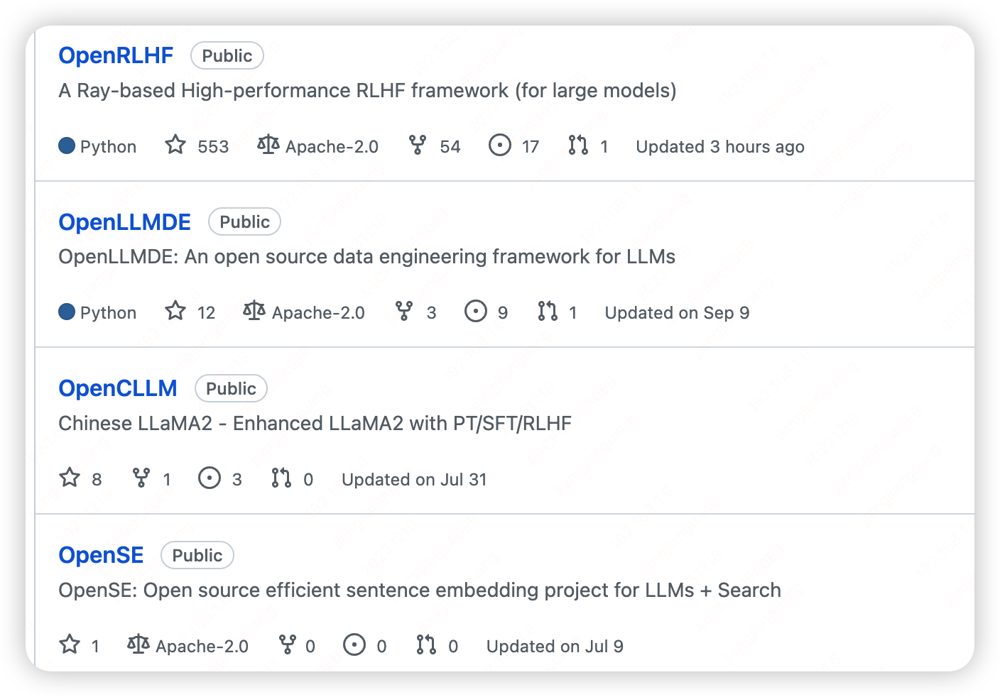 OpenRLHF Public
A Ray-based High-performance RLHF framework (for large models)
Python 553 Apache-2.0 54 17 1 Updated 3 hours ago
OpenLLMDE Public
OpenLLMDE: An open source data engineering framework for LLMs
Python 12 Apache-2.0 3 9 1 Updated on Sep 9
OpenCLLM Public
Chinese LLaMA2 - Enhanced LLaMA2 with PT/SFT/RLHF
8 1 3 0 Updated on Jul 31
OpenSE Public
OpenSE: Open source efficient sentence embedding project for LLMs + Search
1 Apache-2.0 0 0 0 Updated on Jul 9